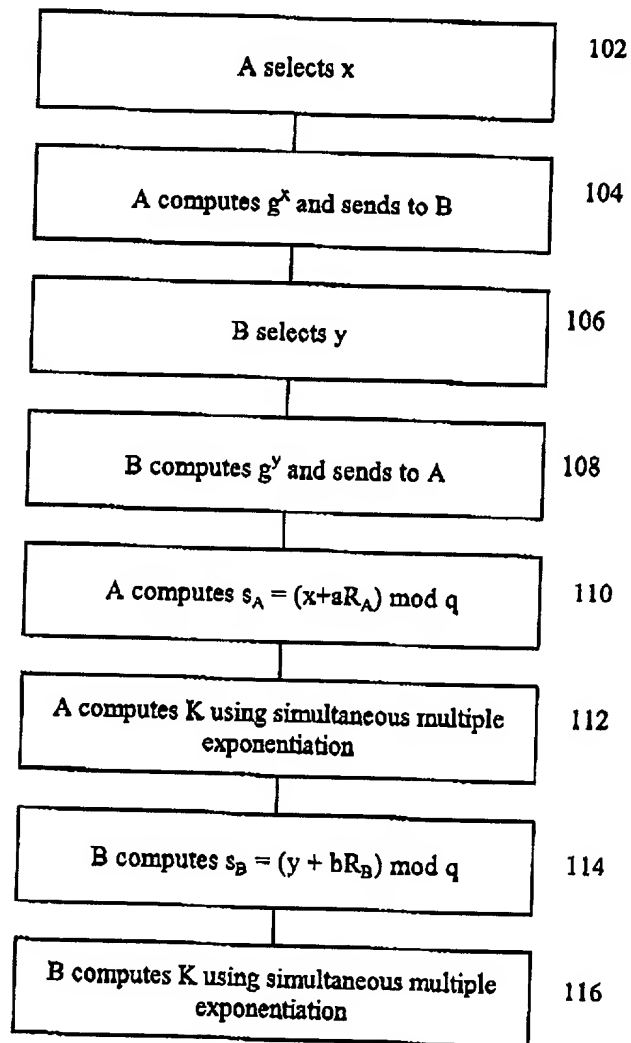 A selects x
102
A computes g^x and sends to B
104
B selects y
106
B computes g^y and sends to A
108
A computes s_A = (x+aR_A) mod q
110
A computes K using simultaneous multiple
exponentiation
112
B computes s_B = (y + bR_B) mod q
114
B computes K using simultaneous multiple
exponentiation
116